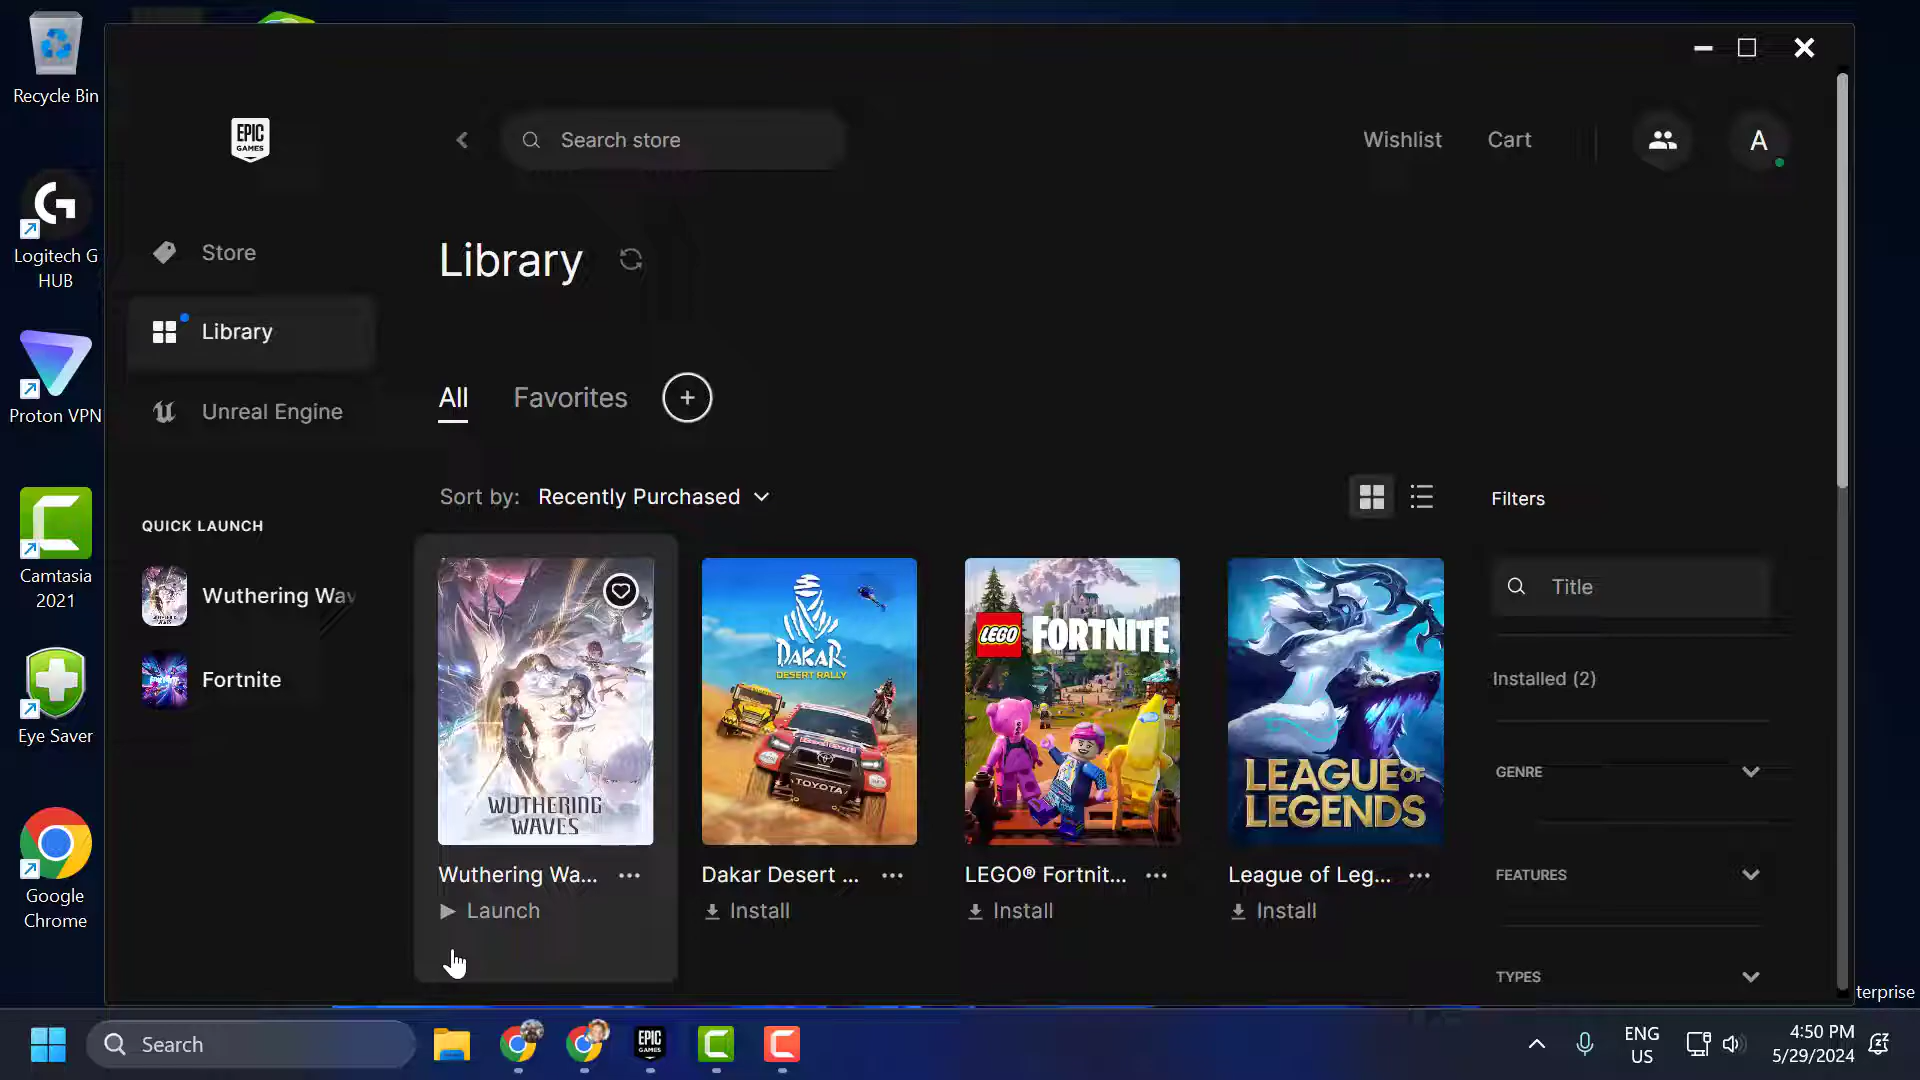 Recycle Bin
Logitech G
HUB
Proton VPN
Camtasia
2021
Eye Saver
Google
Chrome
EPIC
GAMES
Search store
Wishlist
Cart
A
Store
Library
Unreal Engine
QUICK LAUNCH
Wuthering Wav
Fortnite
Library
All
Favorites
+
Sort by: Recently Purchased
Filters
Title
Installed (2)
GENRE
FEATURES
TYPES
WUTHERING
WAVES
Wuthering Wa... ...
Launch
DAKAR
DESERT RALLY
TOYOTA
Dakar Desert ... ...
Install
LEGO FORTNITE
LEGO® Fortnit... ...
Install
LEAGUE OF
LEGENDS
League of Leg... ...
Install
terprise
Search
EPIC
GAMES
ENG
US
4:50 PM
5/29/2024